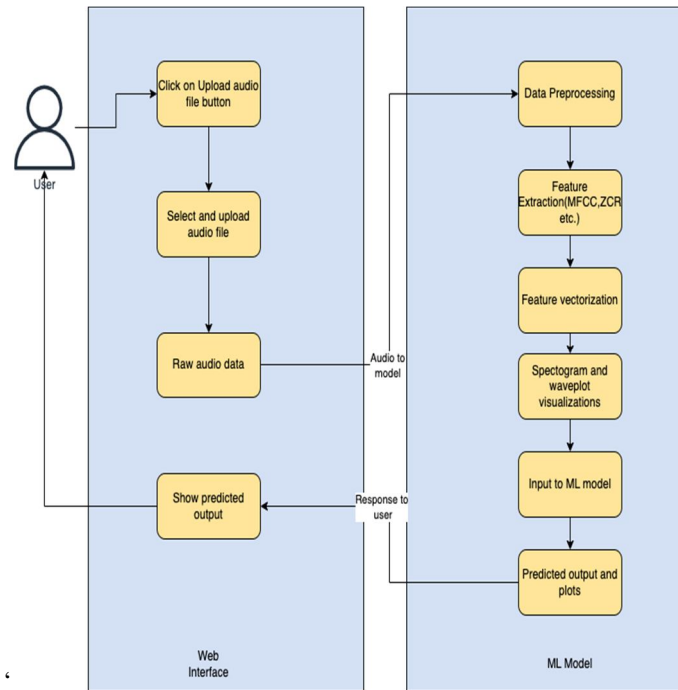 Click on Upload audio
file button
User
Select and upload
audio file
Raw audio data
Audio to
model
Data Preprocessing
Feature
Extraction(MFCC,ZCR
etc.)
Feature vectorization
Spectogram and
waveplot
visualizations
Input to ML model
Predicted output and
plots
Response to
user
Show predicted
output
Web
Interface
ML Model
‘